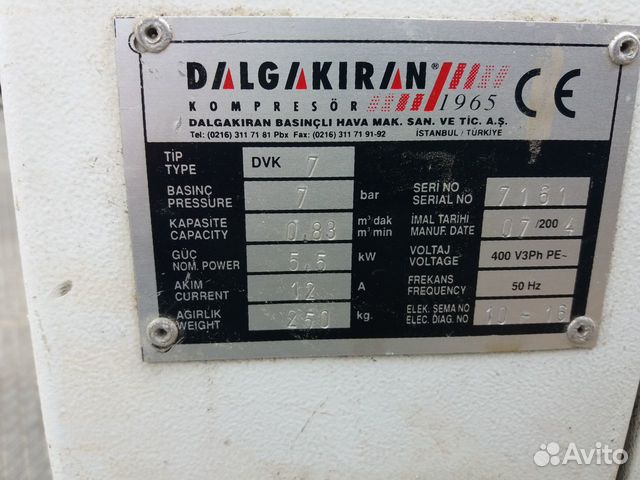 DALGAKIRAN®
KOMPRESÖR 1965
DALGAKIRAN BASINÇLI HAVA MAK. SAN. VE TİC. A.Ş.
Tel: (0216) 311 71 81 Pbx Fax: (0216) 311 71 91-92 İSTANBUL / TÜRKİYE
CE
TİP
TYPE
DVK 7
BASINÇ
PRESSURE
7 bar
KAPASİTE
CAPACITY
0.83 m³ dak
m³ min
GÜÇ
NOM. POWER
5.5 kW
AKIM
CURRENT
12 A
AĞIRLIK
WEIGHT
250 kg.
SERİ NO
SERIAL NO
7161
İMAL TARİHİ
MANUF. DATE
07 /200 4
VOLTAJ
VOLTAGE
400 V3Ph PE~
FREKANS
FREQUENCY
50 Hz
ELEK. SEMA NO
ELEC. DIAG. NO
10 - 16
Avito